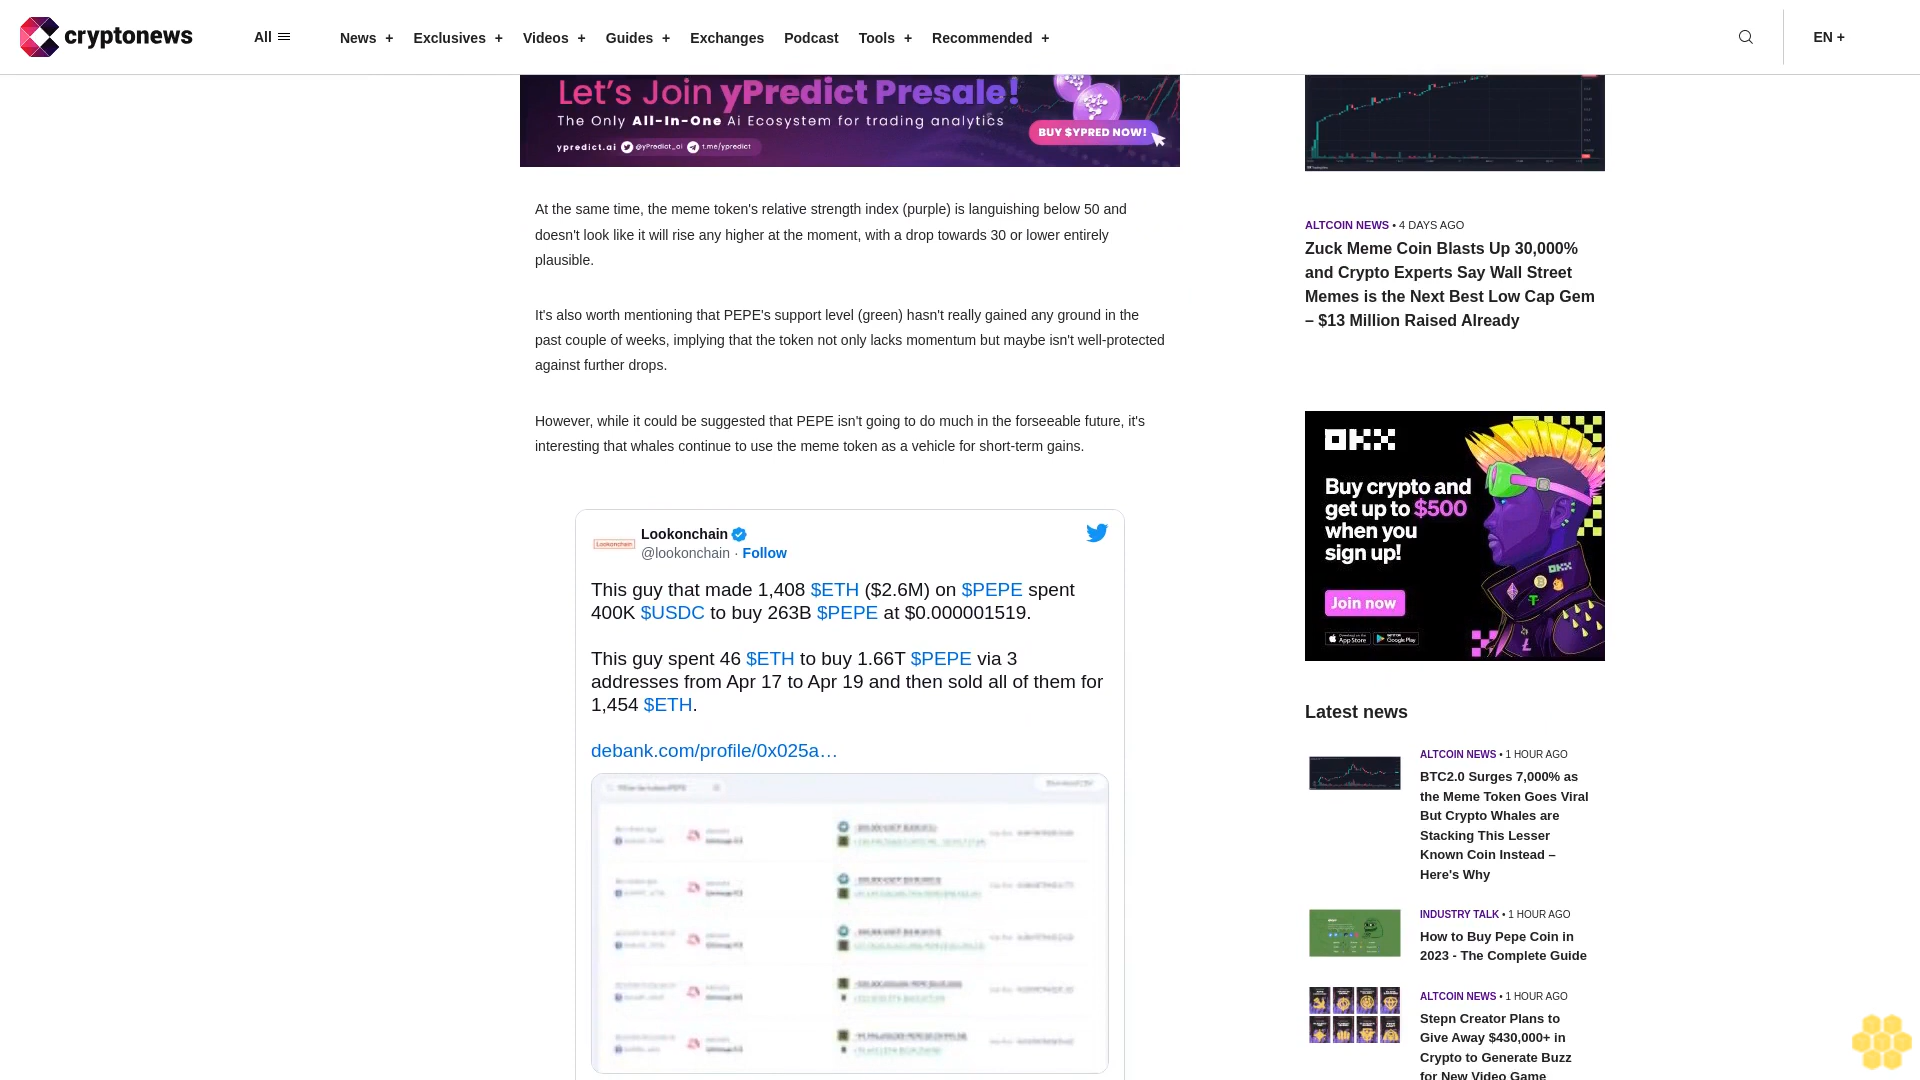 cryptonews
All
News +
Exclusives +
Videos +
Guides +
Exchanges
Podcast
Tools +
Recommended +
EN +
Let's Join yPredict Presale!
The Only All-In-One Ai Ecosystem for trading analytics
BUY $YPRED NOW!
ypredict.ai @yPredict_ai t.me/ypredict
At the same time, the meme token's relative strength index (purple) is languishing below 50 and
doesn't look like it will rise any higher at the moment, with a drop towards 30 or lower entirely
plausible.
It's also worth mentioning that PEPE's support level (green) hasn't really gained any ground in the
past couple of weeks, implying that the token not only lacks momentum but maybe isn't well-protected
against further drops.
However, while it could be suggested that PEPE isn't going to do much in the forseeable future, it's
interesting that whales continue to use the meme token as a vehicle for short-term gains.
Lookonchain
Lookonchain
@lookonchain · Follow
This guy that made 1,408 $ETH ($2.6M) on $PEPE spent
400K $USDC to buy 263B $PEPE at $0.000001519.
This guy spent 46 $ETH to buy 1.66T $PEPE via 3
addresses from Apr 17 to Apr 19 and then sold all of them for
1,454 $ETH.
debank.com/profile/0x025a…
ALTCOIN NEWS • 4 DAYS AGO
Zuck Meme Coin Blasts Up 30,000%
and Crypto Experts Say Wall Street
Memes is the Next Best Low Cap Gem
– $13 Million Raised Already
OKX
Buy crypto and
get up to $500
when you
sign up!
Join now
Download on the App Store
GET IT ON Google Play
OKX
Latest news
ALTCOIN NEWS • 1 HOUR AGO
BTC2.0 Surges 7,000% as
the Meme Token Goes Viral
But Crypto Whales are
Stacking This Lesser
Known Coin Instead –
Here's Why
INDUSTRY TALK • 1 HOUR AGO
How to Buy Pepe Coin in
2023 - The Complete Guide
ALTCOIN NEWS • 1 HOUR AGO
Stepn Creator Plans to
Give Away $430,000+ in
Crypto to Generate Buzz
for New Video Game